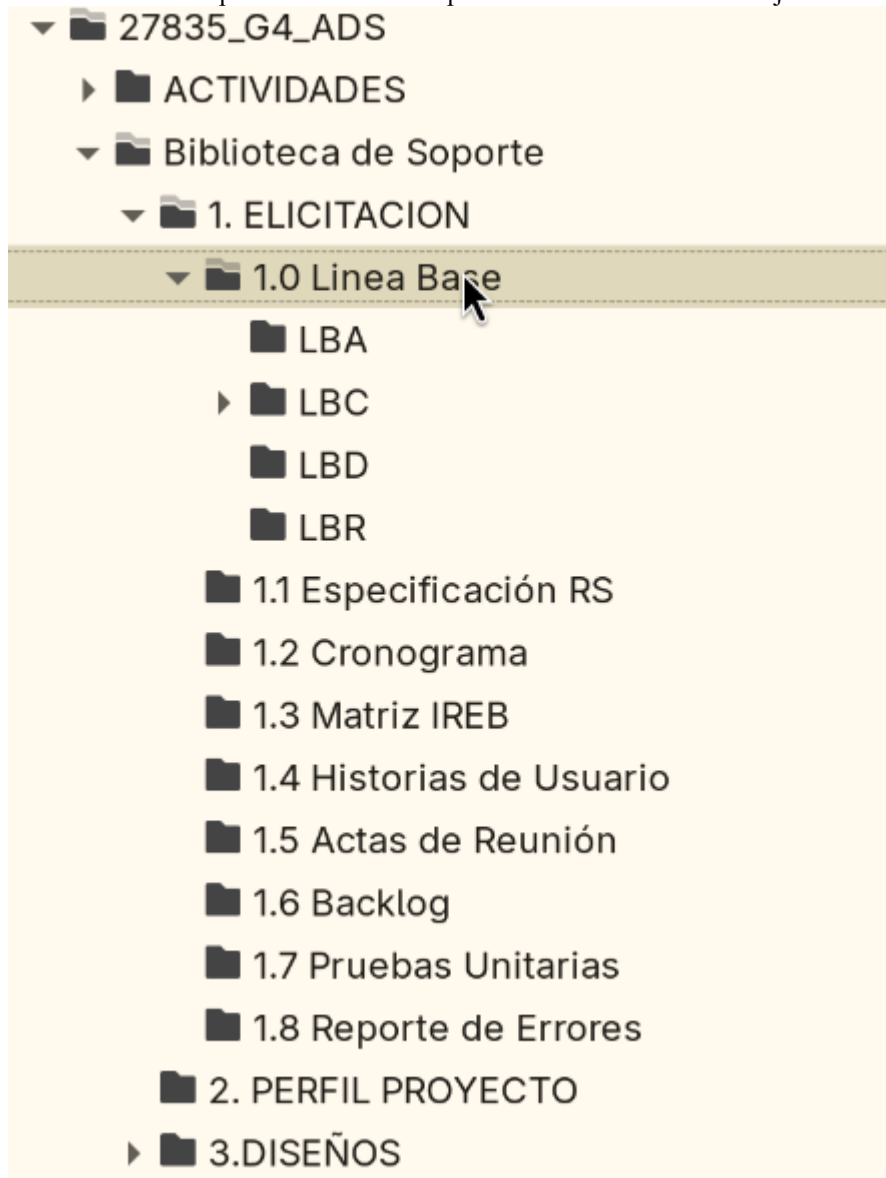 27835_G4_ADS
ACTIVIDADES
Biblioteca de Soporte
1. ELICITACION
1.0 Linea Base
LBA
LBC
LBD
LBR
1.1 Especificación RS
1.2 Cronograma
1.3 Matriz IREB
1.4 Historias de Usuario
1.5 Actas de Reunión
1.6 Backlog
1.7 Pruebas Unitarias
1.8 Reporte de Errores
2. PERFIL PROYECTO
3.DISEÑOS